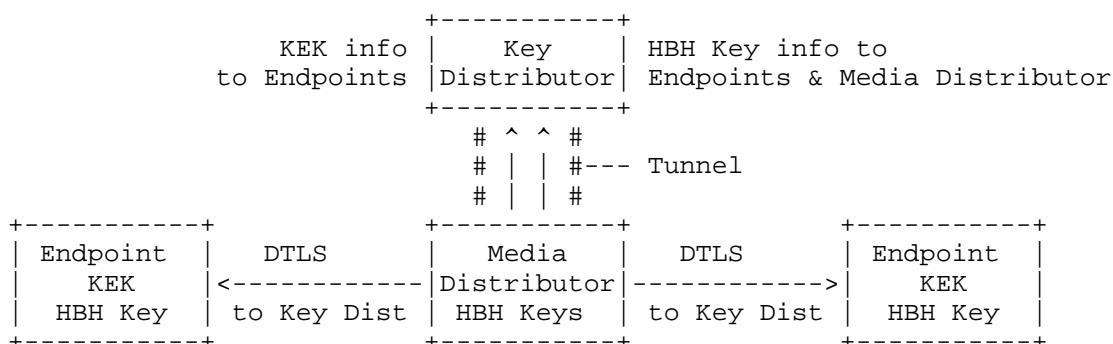 +-----------+
             KEK info |    Key    | HBH Key info to
         to Endpoints |Distributor| Endpoints & Media Distributor
                      +-----------+
                        # ^ ^ #
                        # | | #--- Tunnel
                        # | | #
+-----------+         +-----------+         +-----------+
|  Endpoint |  DTLS   |   Media   |  DTLS   |  Endpoint |
|    KEK    |<------------|Distributor|------------>|    KEK    |
|  HBH Key  | to Key Dist | HBH Keys  | to Key Dist |  HBH Key  |
+-----------+         +-----------+         +-----------+